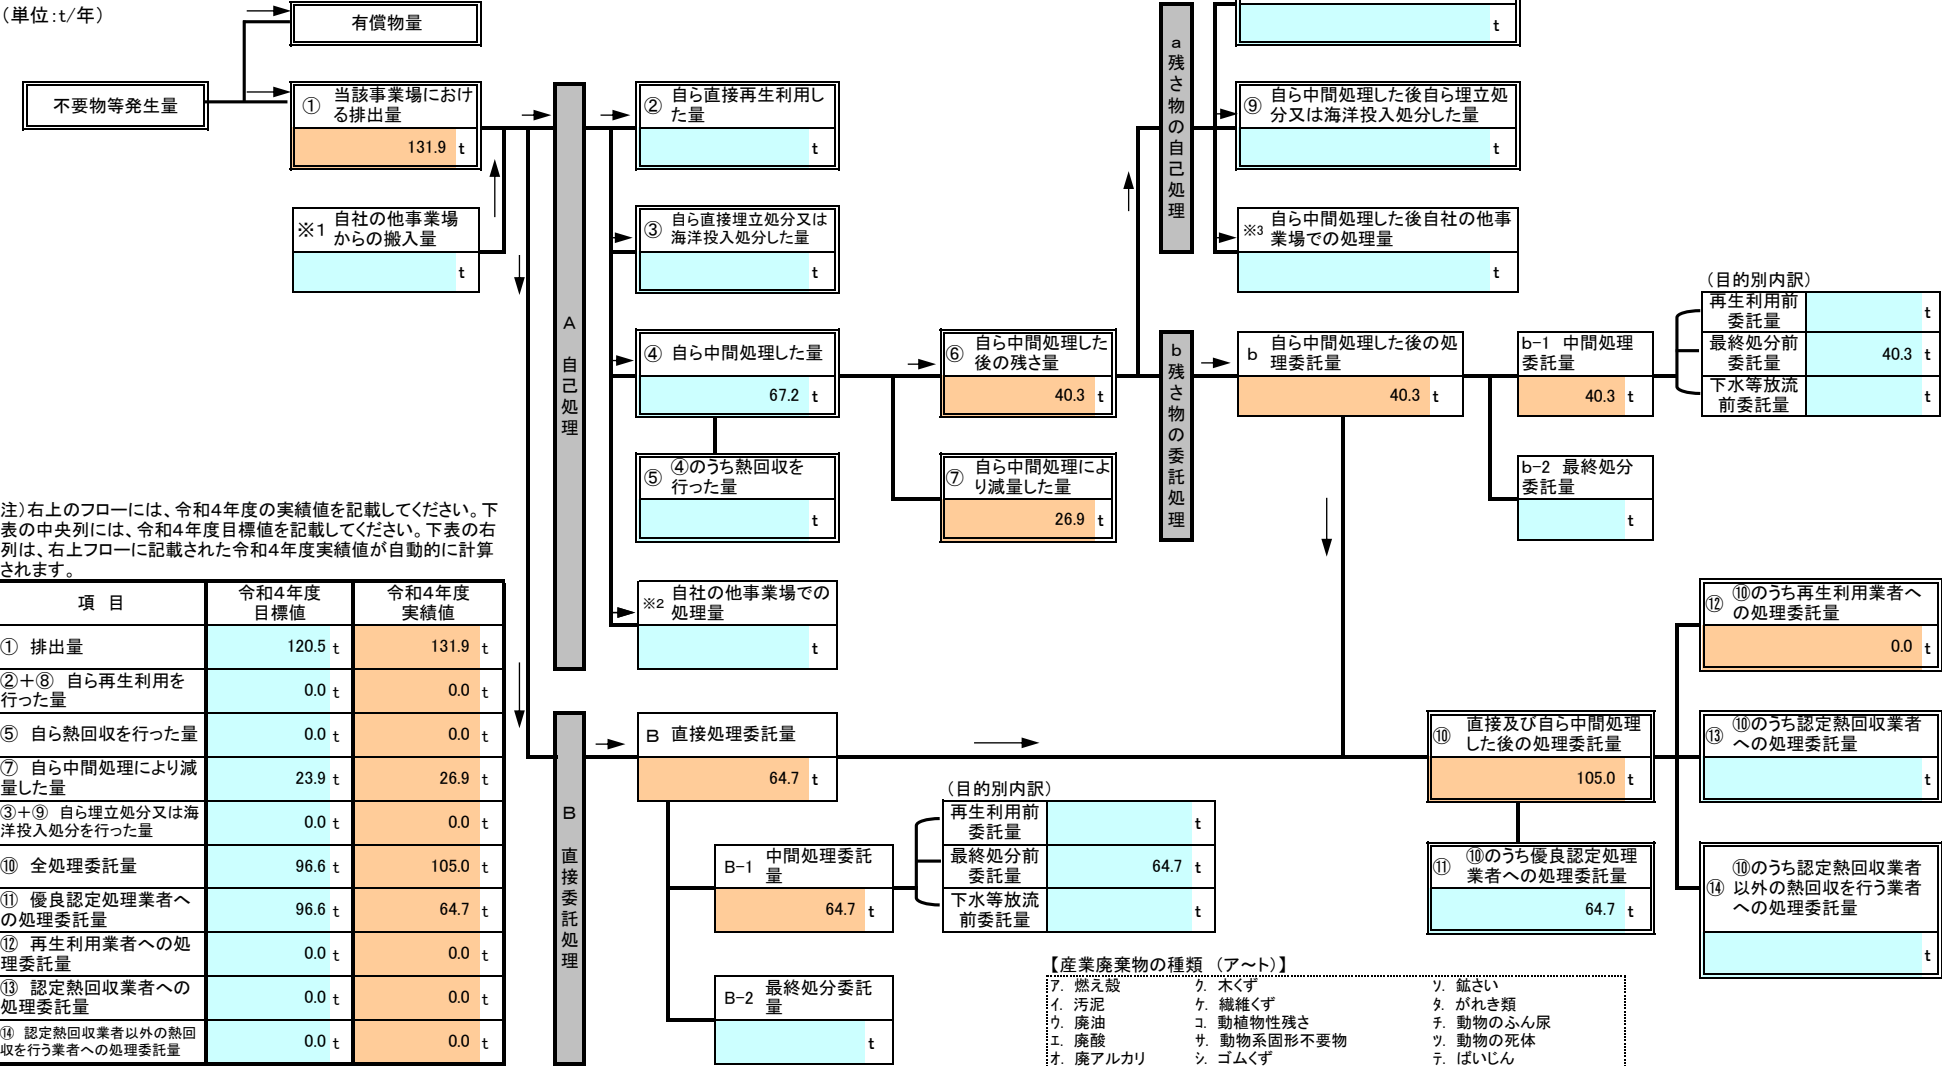 （単位：t/年）
有償物量
不要物等発生量
① 当該事業場におけ
る排出量
131.9 t
※1 自社の他事業場
からの搬入量
t
A 自己処理
② 自ら直接再生利用し
た量
t
③ 自ら直接埋立処分又は
海洋投入処分した量
t
④ 自ら中間処理した量
67.2 t
⑤ ④のうち熱回収を
行った量
t
※2 自社の他事業場での
処理量
t
⑥ 自ら中間処理した
後の残さ量
40.3 t
⑦ 自ら中間処理によ
り減量した量
26.9 t
a 残さ物の自己処理
t
⑨ 自ら中間処理した後自ら埋立処
分又は海洋投入処分した量
t
※3 自ら中間処理した後自社の他事
業場での処理量
t
b 残さ物の委託処理
b 自ら中間処理した後の処
理委託量
40.3 t
b-1 中間処理
委託量
40.3 t
b-2 最終処分
委託量
t
（目的別内訳）
再生利用前
委託量
t
最終処分前
委託量
40.3 t
下水等放流
前委託量
t
注）右上のフローには、令和4年度の実績値を記載してください。下
表の中央列には、令和4年度目標値を記載してください。下表の右
列は、右上フローに記載された令和4年度実績値が自動的に計算
されます。
項 目 令和4年度 目標値 令和4年度 実績値
① 排出量 120.5 t 131.9 t
②＋⑧ 自ら再生利用を
行った量 0.0 t 0.0 t
⑤ 自ら熱回収を行った量 0.0 t 0.0 t
⑦ 自ら中間処理により減
量した量 23.9 t 26.9 t
③＋⑨ 自ら埋立処分又は海
洋投入処分を行った量 0.0 t 0.0 t
⑩ 全処理委託量 96.6 t 105.0 t
⑪ 優良認定処理業者へ
の処理委託量 96.6 t 64.7 t
⑫ 再生利用業者への処
理委託量 0.0 t 0.0 t
⑬ 認定熱回収業者への
処理委託量 0.0 t 0.0 t
⑭ 認定熱回収業者以外の熱回
収を行う業者への処理委託量 0.0 t 0.0 t
B 直接委託処理
B 直接処理委託量
64.7 t
B-1 中間処理委託
量
64.7 t
B-2 最終処分委託
量
t
（目的別内訳）
再生利用前
委託量
t
最終処分前
委託量
64.7 t
下水等放流
前委託量
t
⑩ 直接及び自ら中間処理
した後の処理委託量
105.0 t
⑪ ⑩のうち優良認定処理
業者への処理委託量
64.7 t
⑫ ⑩のうち再生利用業者へ
の処理委託量
0.0 t
⑬ ⑩のうち認定熱回収業者
への処理委託量
t
⑭ ⑩のうち認定熱回収業者
以外の熱回収を行う業者
への処理委託量
t
【産業廃棄物の種類 （ア～ト）】
ア. 燃え殻 ク. 木くず ソ. 鉱さい
イ. 汚泥 ケ. 繊維くず タ. がれき類
ウ. 廃油 コ. 動植物性残さ チ. 動物のふん尿
エ. 廃酸 サ. 動物系固形不要物 ツ. 動物の死体
オ. 廃アルカリ シ. ゴムくず テ. ばいじん